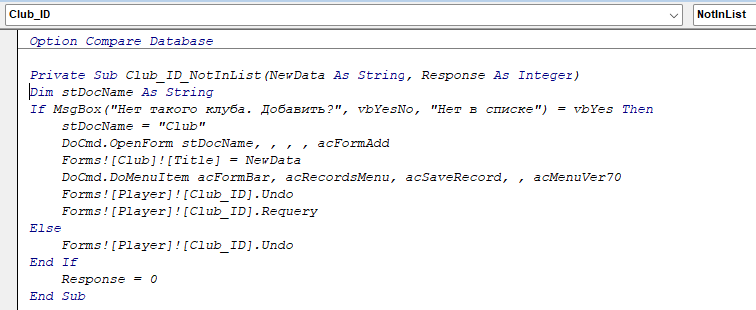 Club_ID
NotInList
Option Compare Database
Private Sub Club_ID_NotInList(NewData As String, Response As Integer)
Dim stDocName As String
If MsgBox("Нет такого клуба. Добавить?", vbYesNo, "Нет в списке") = vbYes Then
    stDocName = "Club"
    DoCmd.OpenForm stDocName, , , , acFormAdd
    Forms![Club]![Title] = NewData
    DoCmd.DoMenuItem acFormBar, acRecordsMenu, acSaveRecord, , acMenuVer70
    Forms![Player]![Club_ID].Undo
    Forms![Player]![Club_ID].Requery
Else
    Forms![Player]![Club_ID].Undo
End If
    Response = 0
End Sub